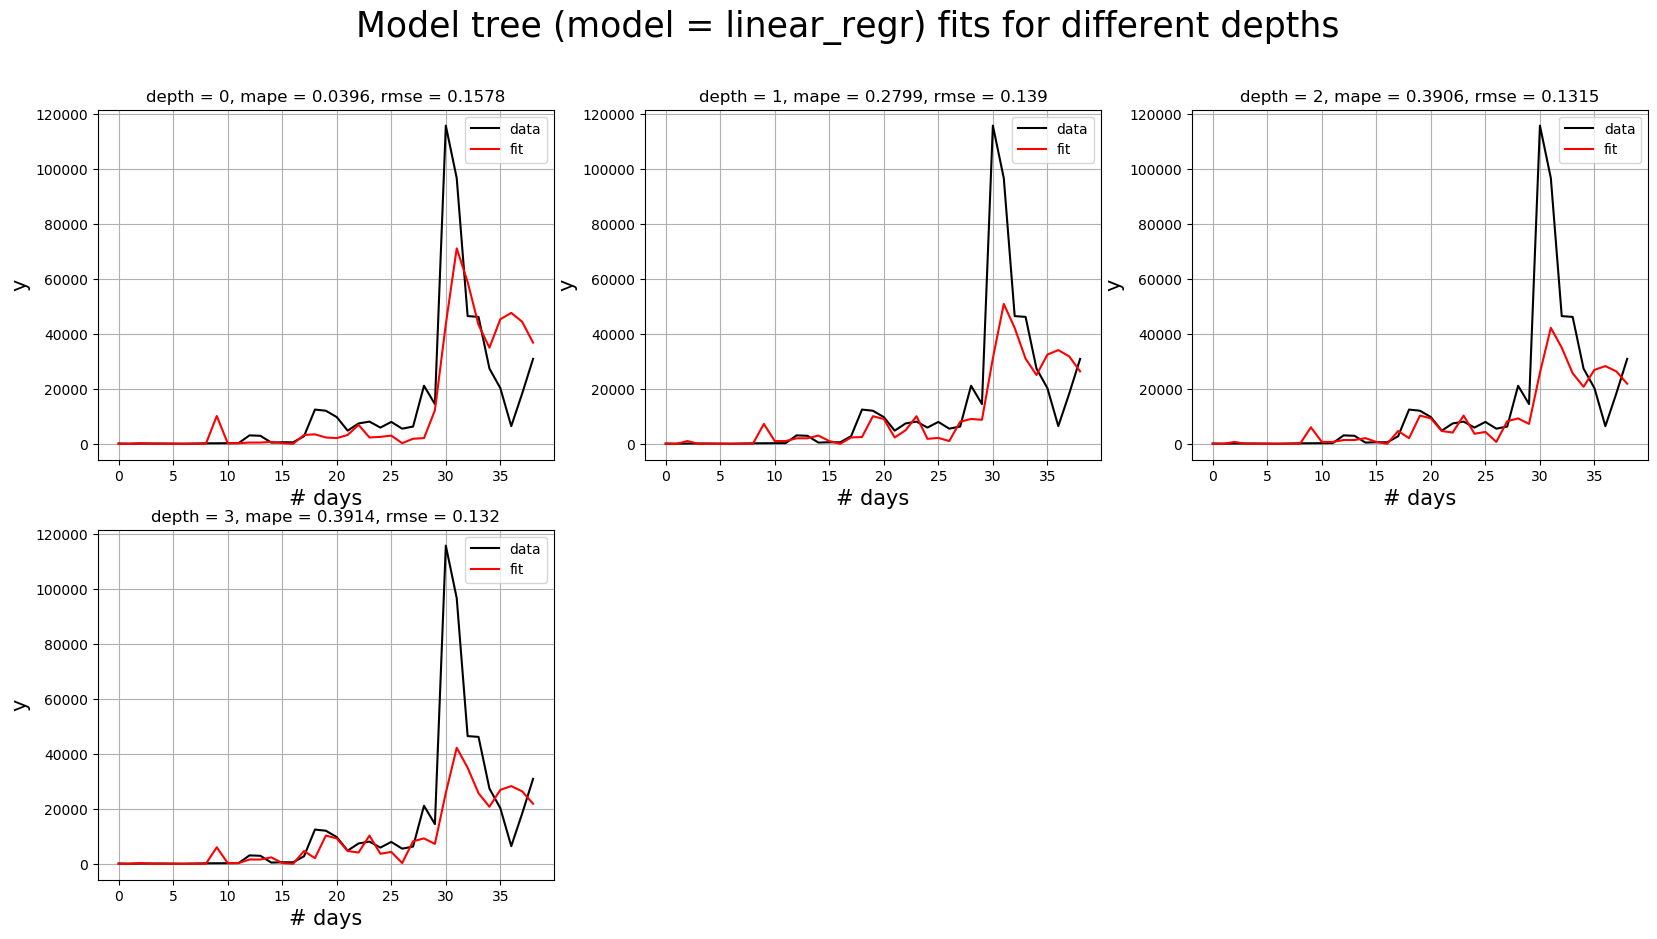 Model tree (model = linear_regr) fits for different depths
depth = 0, mape = 0.0396, rmse = 0.1578
120000
100000
80000
60000
40000
20000
0
y
data
fit
0 5 10 15 20 25 30 35
# days
depth = 1, mape = 0.2799, rmse = 0.139
120000
100000
80000
60000
40000
20000
0
y
data
fit
0 5 10 15 20 25 30 35
# days
depth = 2, mape = 0.3906, rmse = 0.1315
120000
100000
80000
60000
40000
20000
0
y
data
fit
0 5 10 15 20 25 30 35
# days
depth = 3, mape = 0.3914, rmse = 0.132
120000
100000
80000
60000
40000
20000
0
y
data
fit
0 5 10 15 20 25 30 35
# days